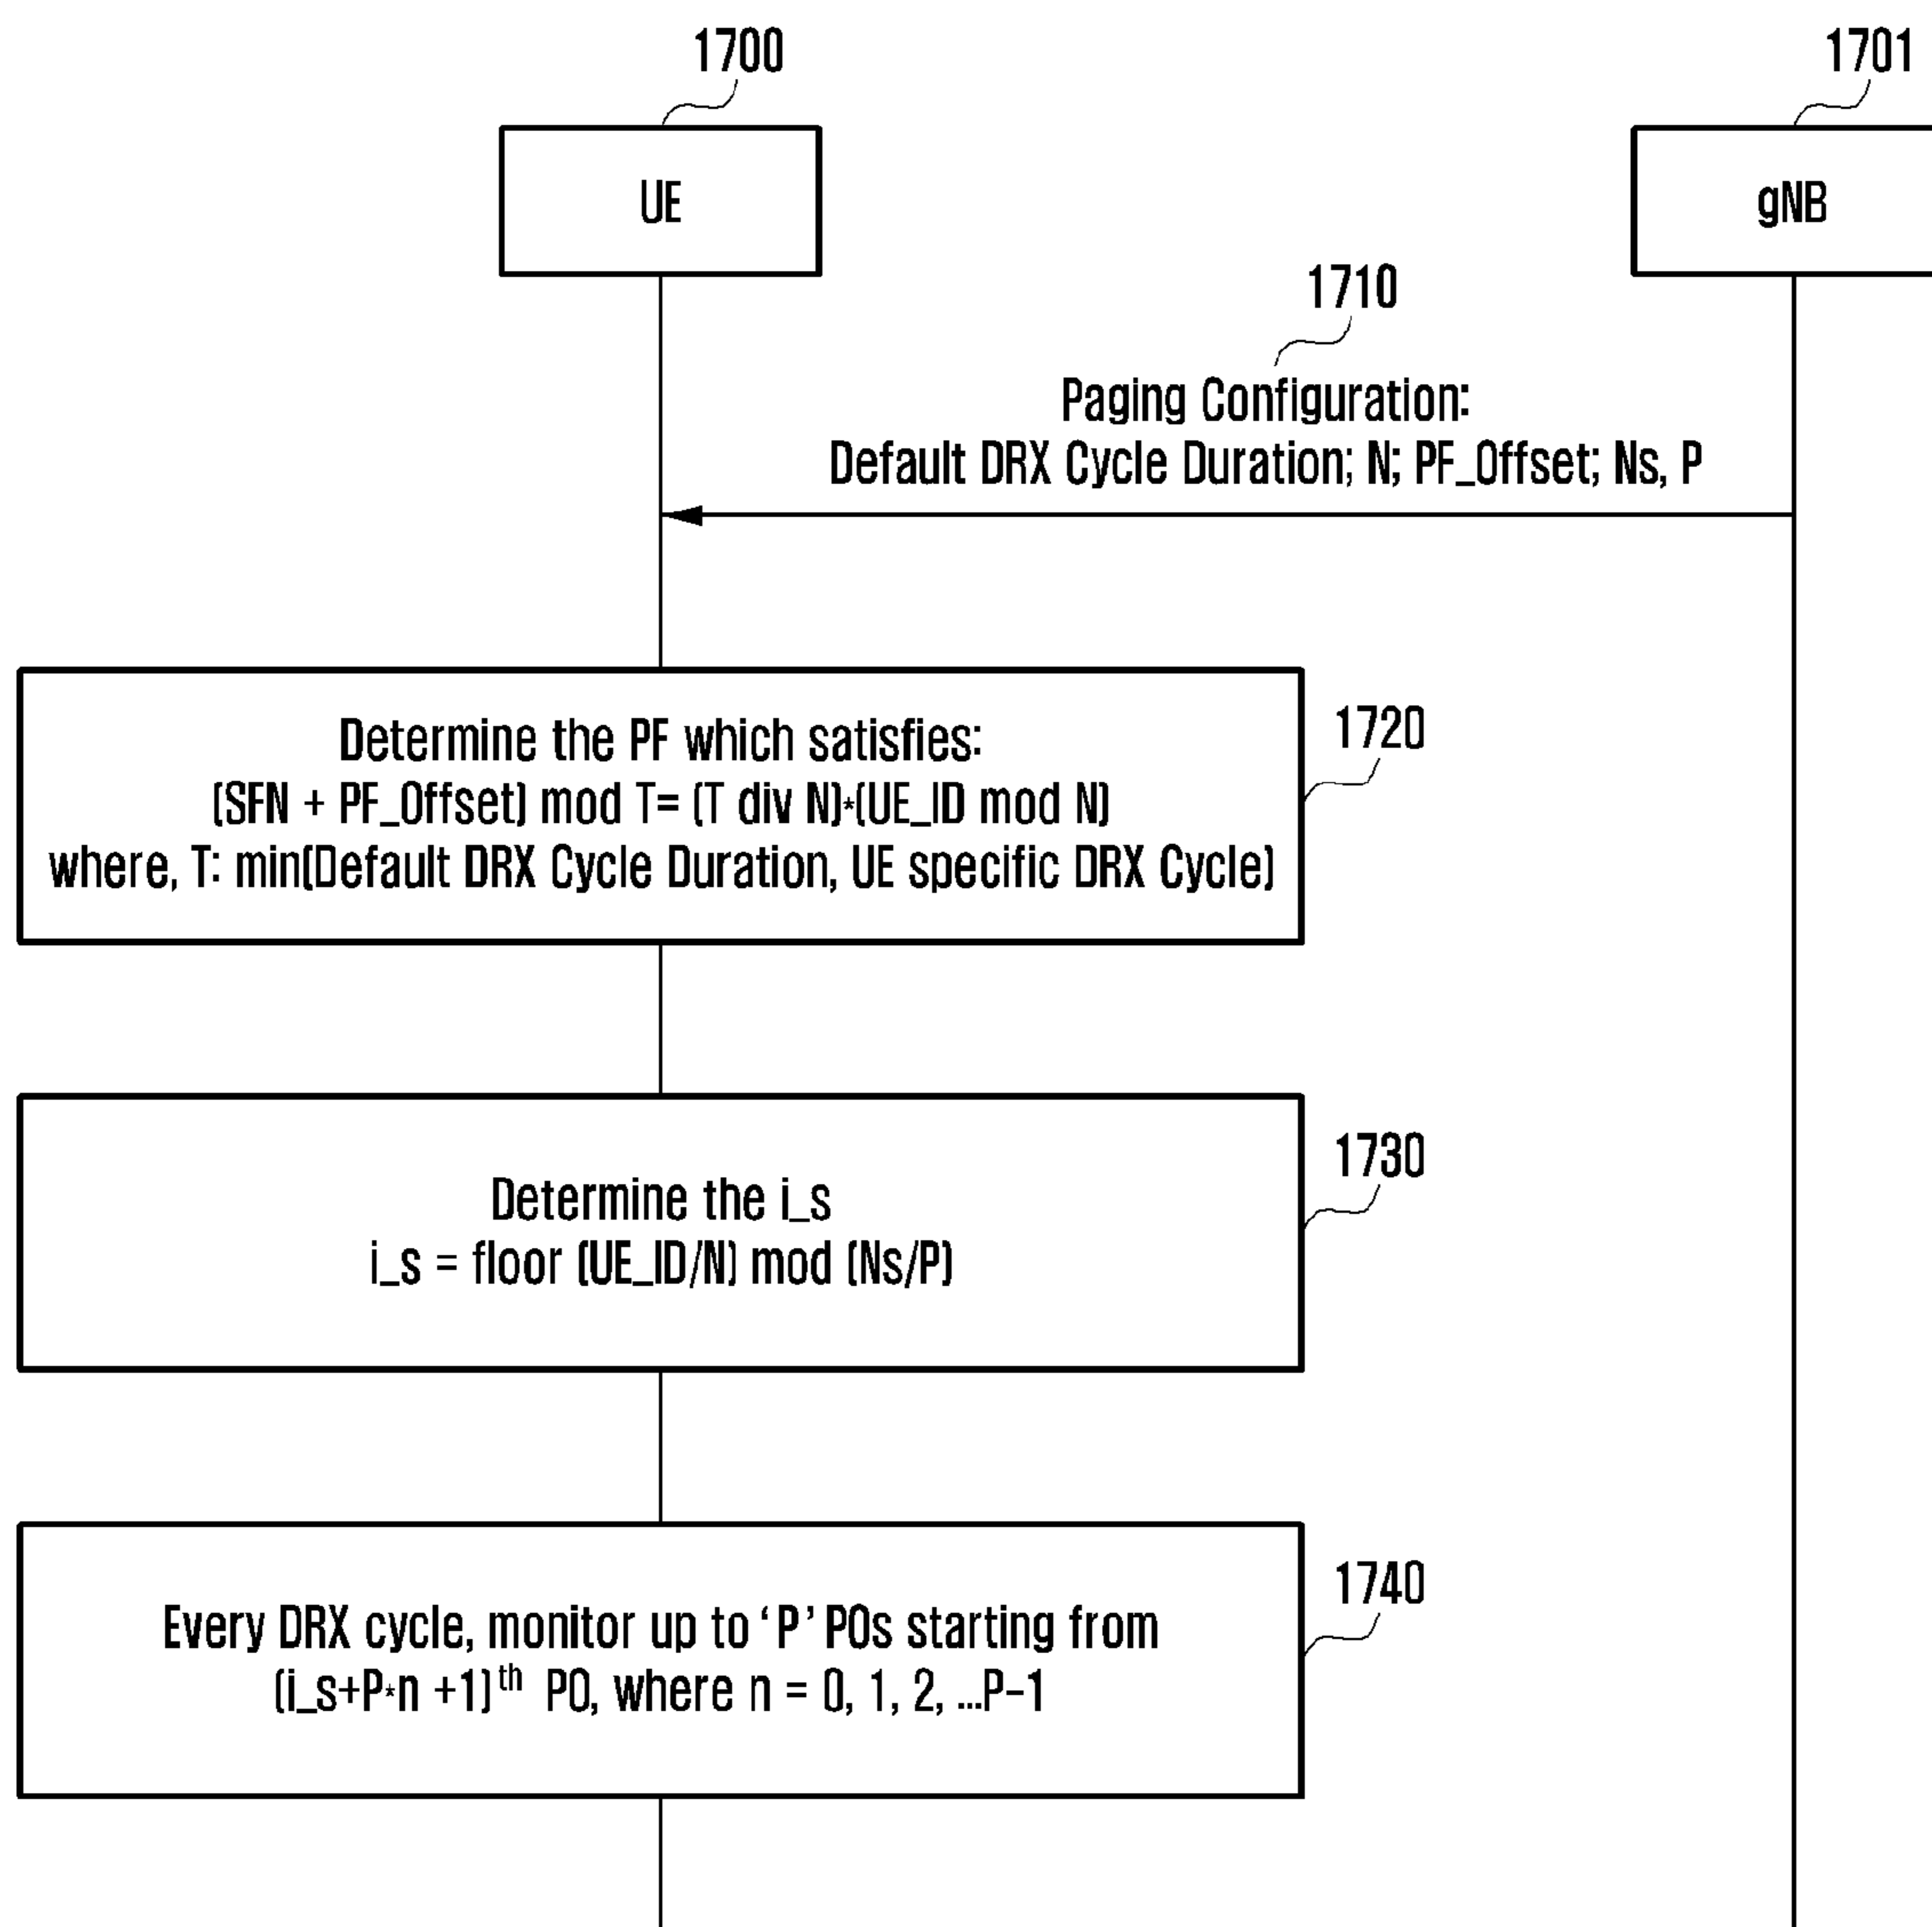 1700
1701
UE
gNB
1710
Paging Configuration:
Default DRX Cycle Duration; N; PF_Offset; Ns, P
Determine the PF which satisfies:
(SFN + PF_Offset) mod T= (T div N)*(UE_ID mod N)
where, T: min(Default DRX Cycle Duration, UE specific DRX Cycle)
1720
Determine the i_s
i_s = floor (UE_ID/N) mod (Ns/P)
1730
Every DRX cycle, monitor up to ‘P’ POs starting from
(i_s+P*n +1)th PO, where n = 0, 1, 2, ...P-1
1740